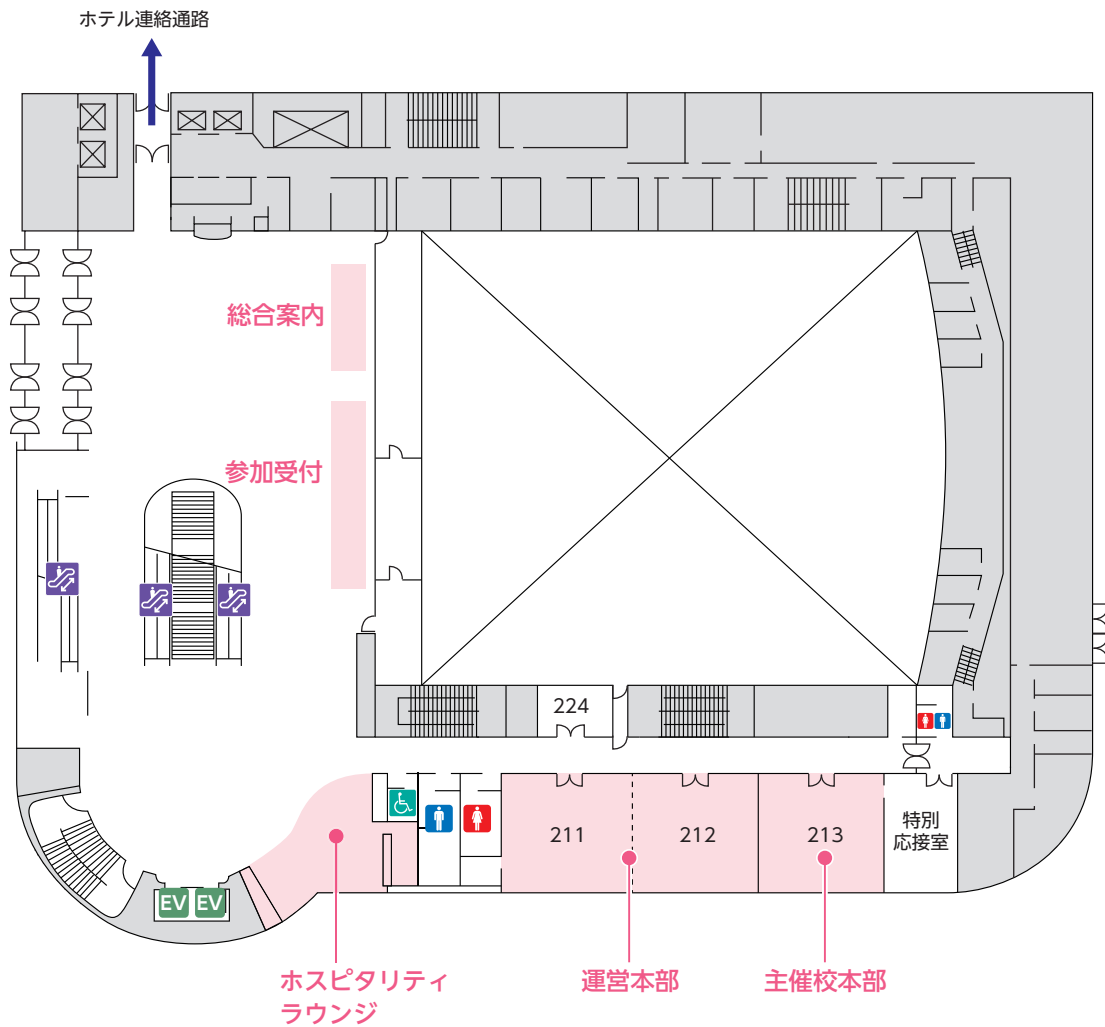 ホテル連絡通路
総合案内
参加受付
224
211
212
213
特別
応接室
EV
EV
ホスピタリティ
ラウンジ
運営本部
主催校本部